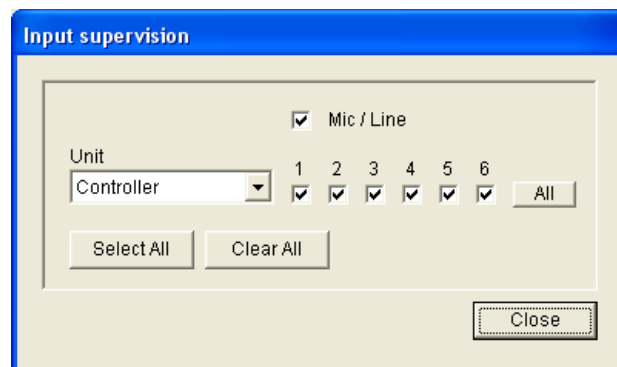 Input supervision
Mic / Line
Unit
1 2 3 4 5 6
Controller
All
Select All
Clear All
Close